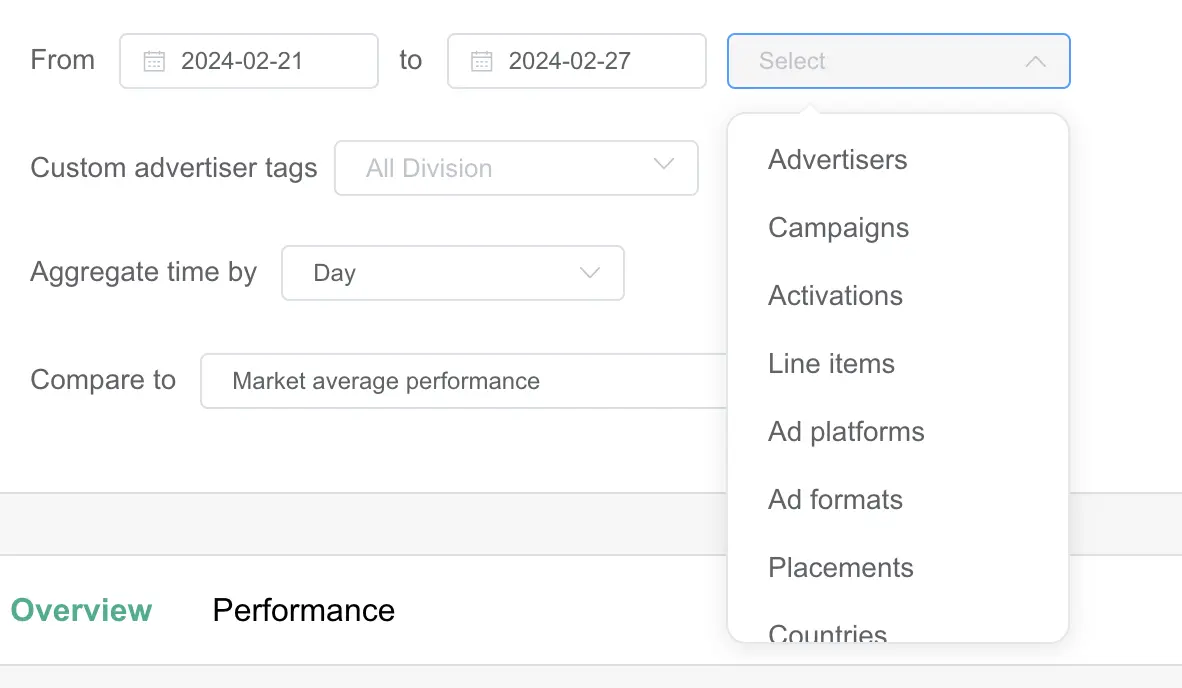 From 2024-02-21 to 2024-02-27 Select
Custom advertiser tags All Division
Aggregate time by Day
Compare to Market average performance
Advertisers
Campaigns
Activations
Line items
Ad platforms
Ad formats
Placements
Countries
Overview Performance